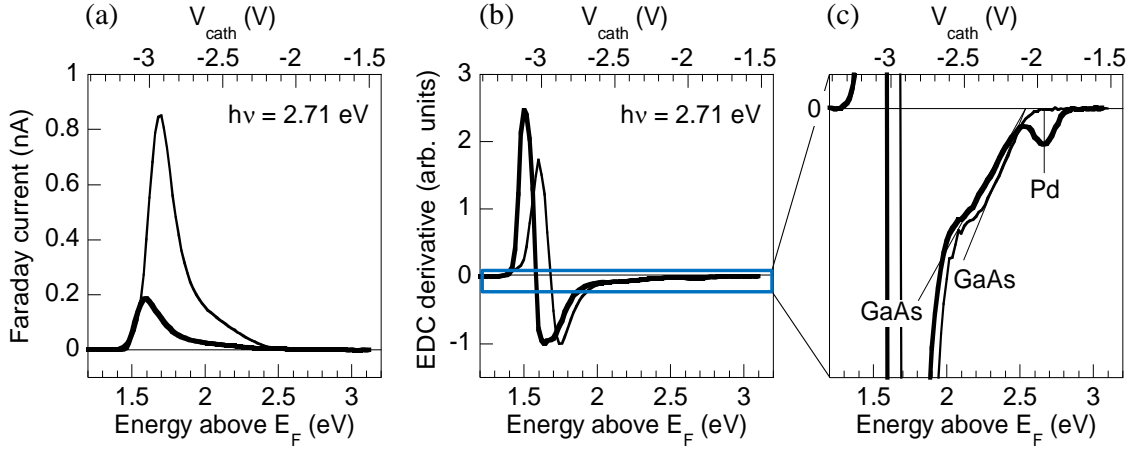 (a)
V_cath (V)
-3 -2.5 -2 -1.5
1
0.8
0.6
0.4
0.2
0
Faraday current (nA)
hν = 2.71 eV
1.5 2 2.5 3
Energy above E_F (eV)
(b)
V_cath (V)
-3 -2.5 -2 -1.5
3
2
1
0
-1
EDC derivative (arb. units)
hν = 2.71 eV
1.5 2 2.5 3
Energy above E_F (eV)
(c)
V_cath (V)
-3 -2.5 -2 -1.5
0
Pd
GaAs
GaAs
1.5 2 2.5 3
Energy above E_F (eV)